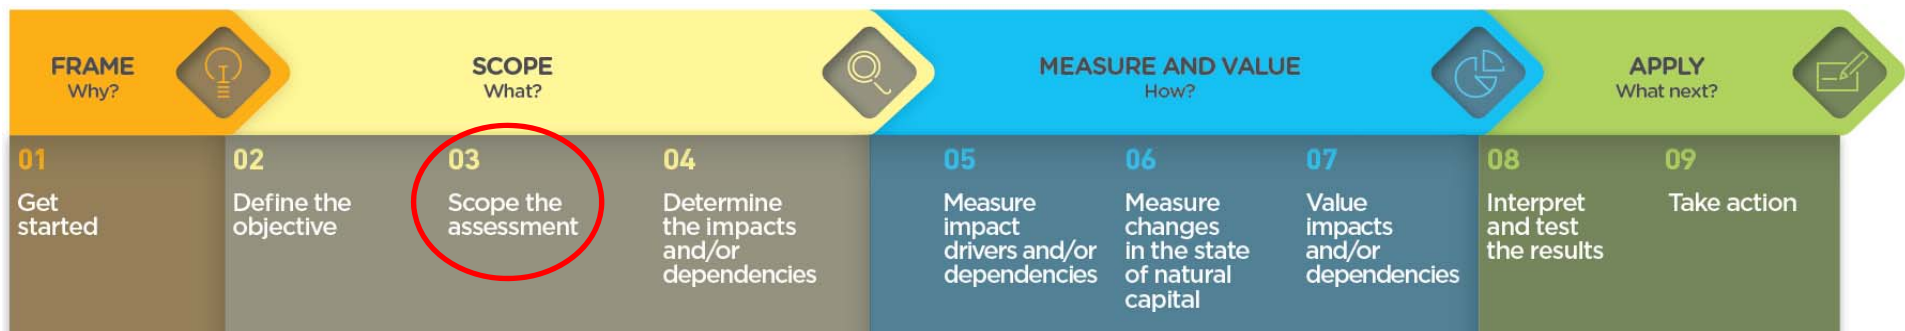 FRAME
Why?
SCOPE
What?
MEASURE AND VALUE
How?
APPLY
What next?
01
Get
started
02
Define the
objective
03
Scope the
assessment
04
Determine
the impacts
and/or
dependencies
05
Measure
impact
drivers and/or
dependencies
06
Measure
changes
in the state
of natural
capital
07
Value
impacts
and/or
dependencies
08
Interpret
and test
the results
09
Take action